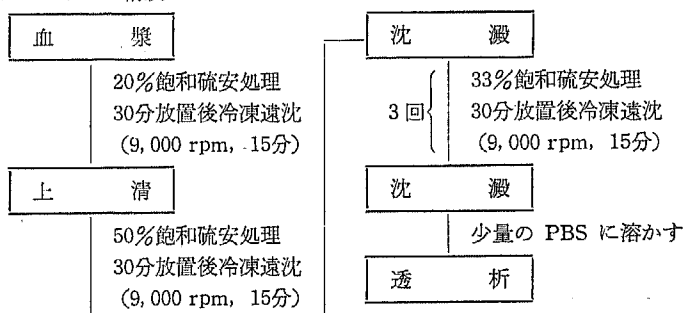 血 漿
20%飽和硫安処理
30分放置後冷凍遠沈
(9,000 rpm, 15分)
上 清
50%飽和硫安処理
30分放置後冷凍遠沈
(9,000 rpm, 15分)
沈 澱
3回
33%飽和硫安処理
30分放置後冷凍遠沈
(9,000 rpm, 15分)
沈 澱
少量の PBS に溶かす
透 析